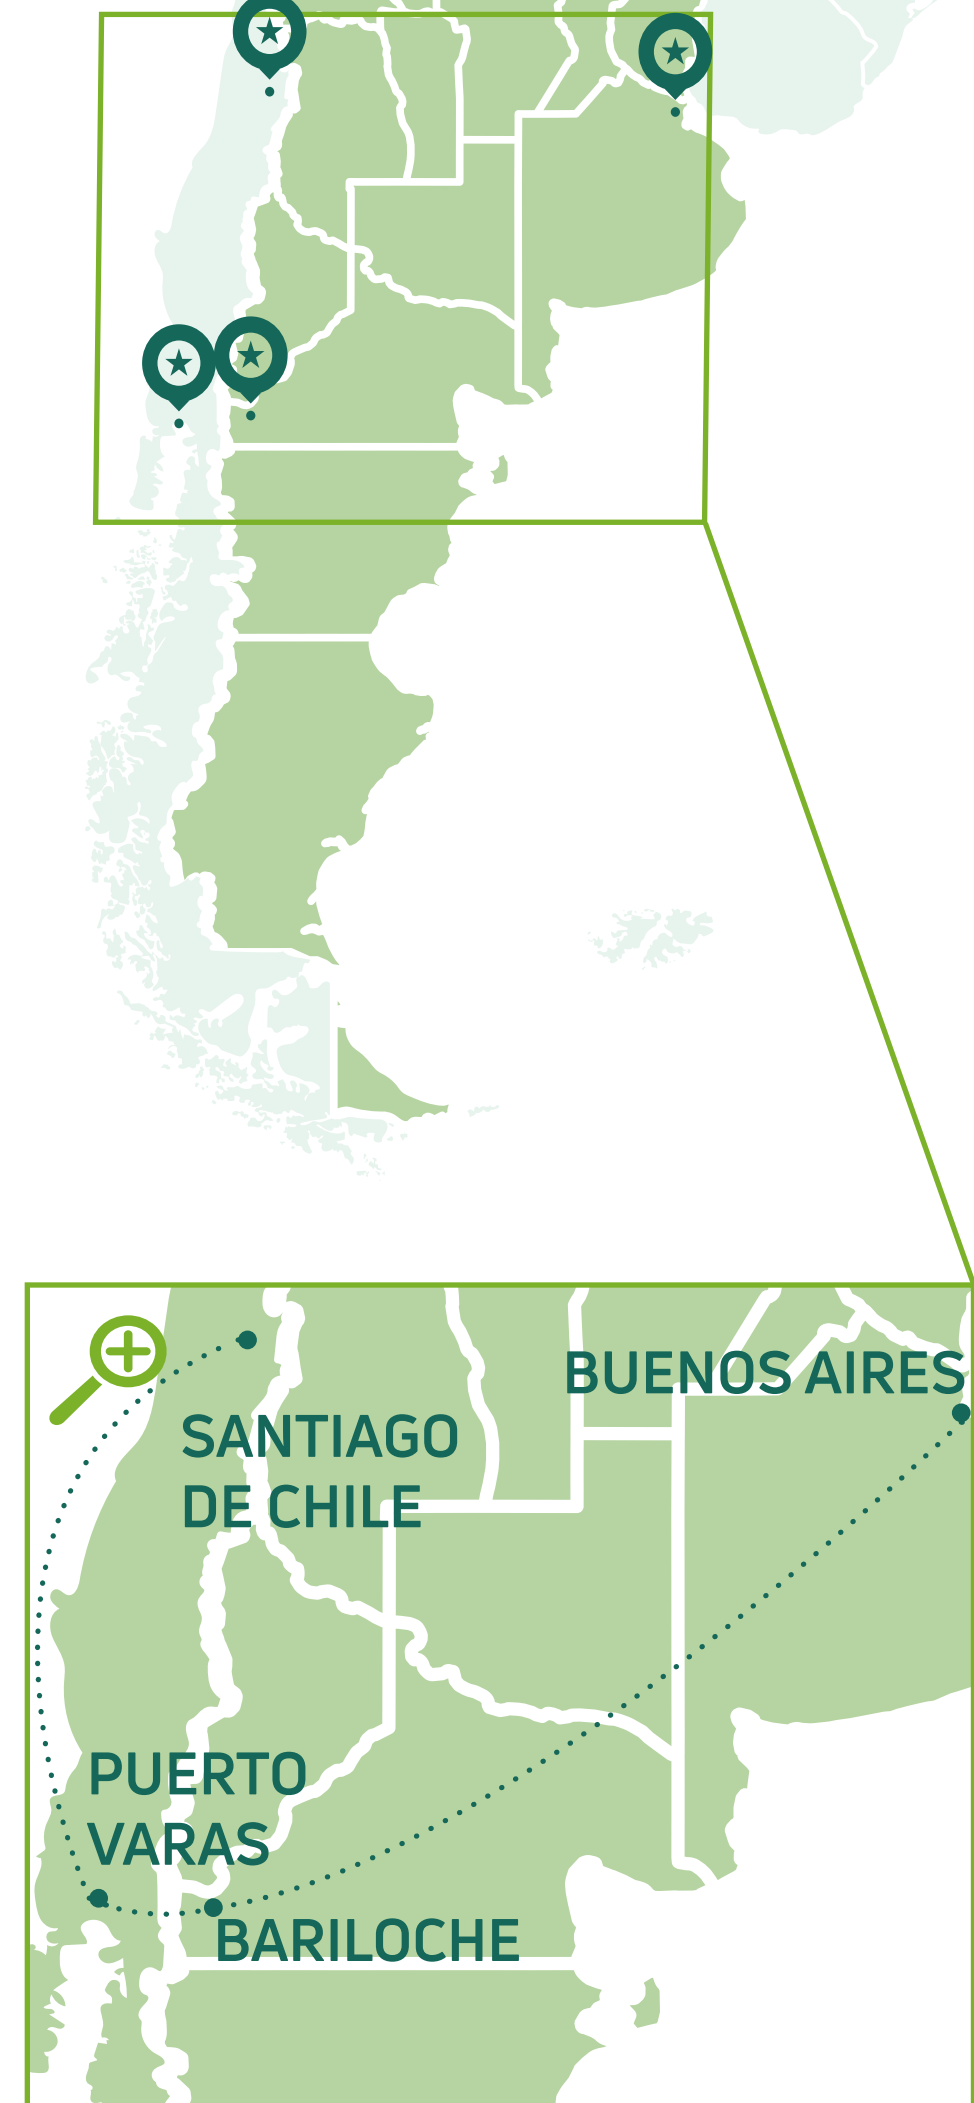 BUENOS AIRES
SANTIAGO
DE CHILE
PUERTO
VARAS
BARILOCHE